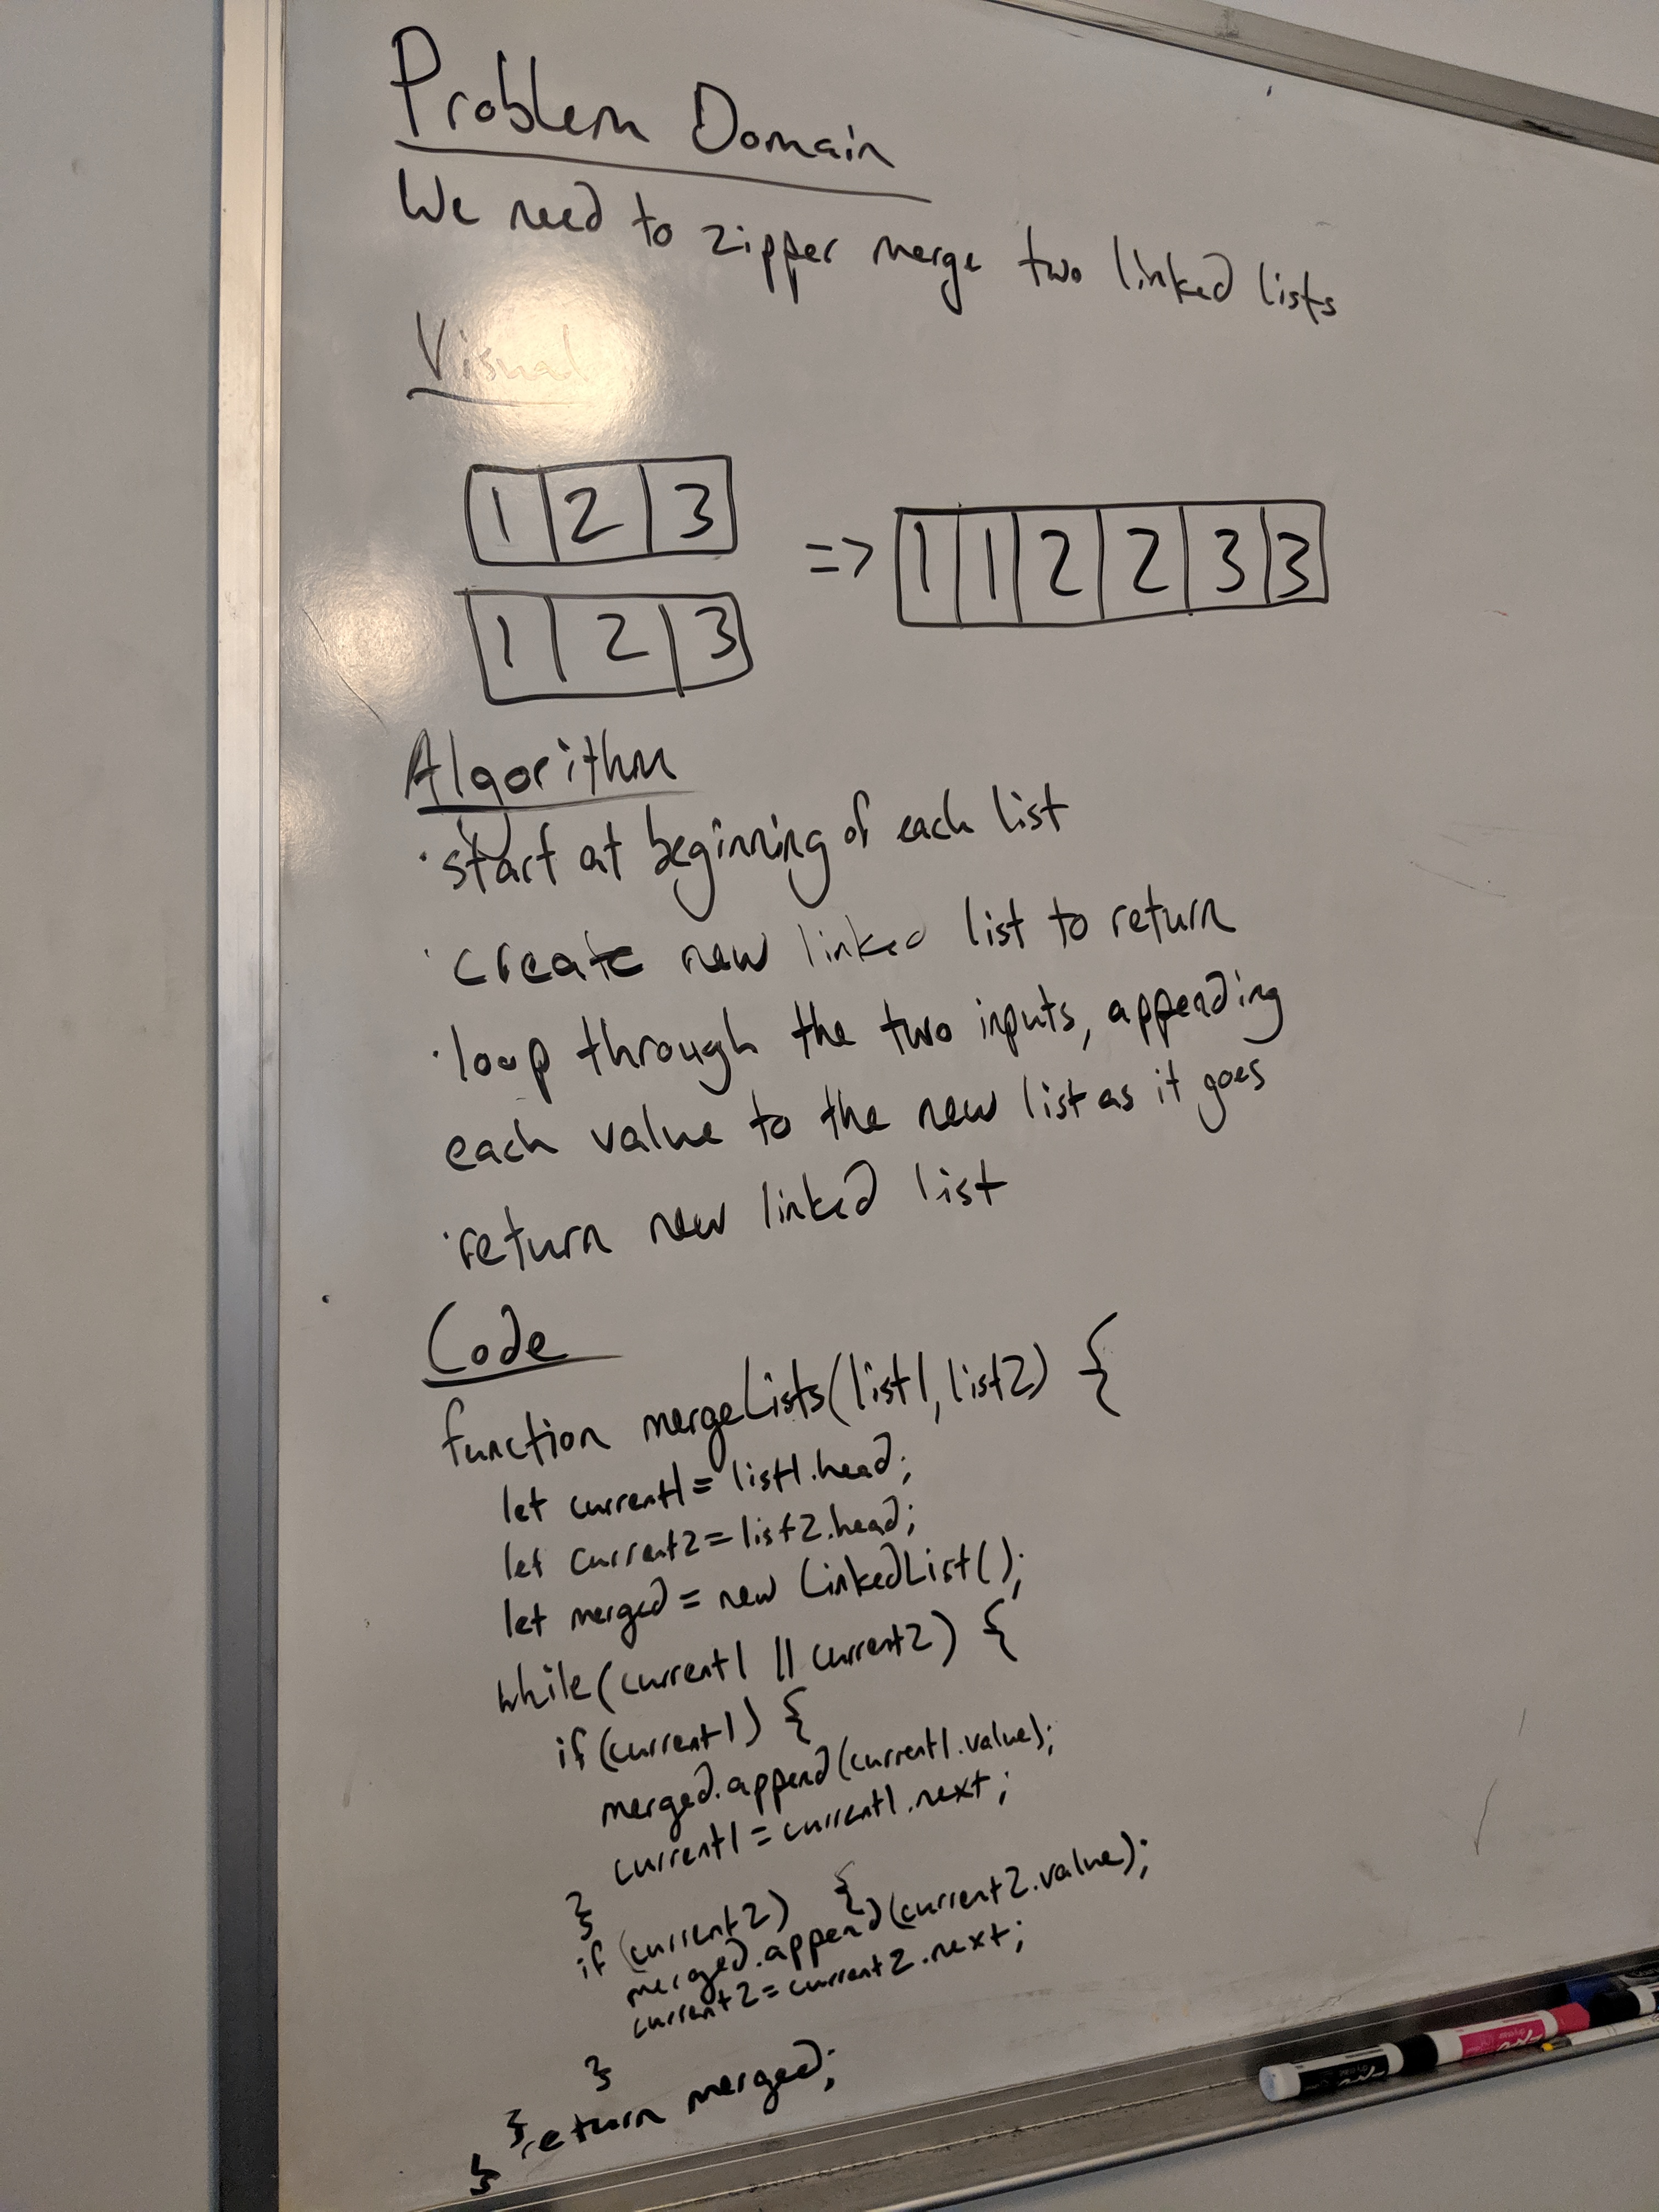 Problem Domain
We need to zipper merge two linked lists
Visual
1 2 3
=> 1 1 2 2 3 3
1 2 3
Algorithm
· start at beginning of each list
· create new linked list to return
· loop through the two inputs, appending
each value to the new list as it goes
· return new linked list
Code
function mergeLists(list1, list2) {
let current1 = list1.head;
let current2 = list2.head;
let merged = new LinkedList();
while (current1 || current2) {
if (current1) {
merged.append(current1.value);
current1 = current1.next;
}
if (current2) {
merged.append(current2.value);
current2 = current2.next;
}
}
return merged;
}